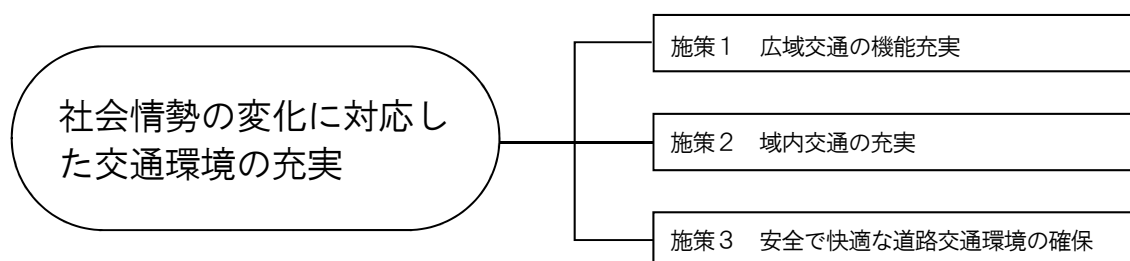 社会情勢の変化に対応し
た交通環境の充実
施策１　広域交通の機能充実
施策２　域内交通の充実
施策３　安全で快適な道路交通環境の確保